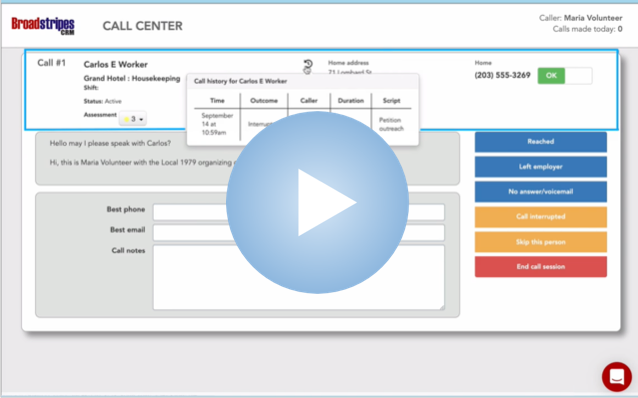 Broadstripes
CRM
CALL CENTER
Caller: Maria Volunteer
Calls made today: 0
Call #1
Carlos E Worker
Grand Hotel : Housekeeping
Shift:
Status: Active
Assessment
3
Home address
71 Lombard St
Home
(203) 555-3269
OK
Call history for Carlos E Worker
Time Outcome Caller Duration Script
September
14 at
10:59am
Petition
outreach
Hello may I please speak with Carlos?
Hi, this is Maria Volunteer with the Local 1979 organizing
Best phone
Best email
Call notes
Reached
Left employer
No answer/voicemail
Call interrupted
Skip this person
End call session